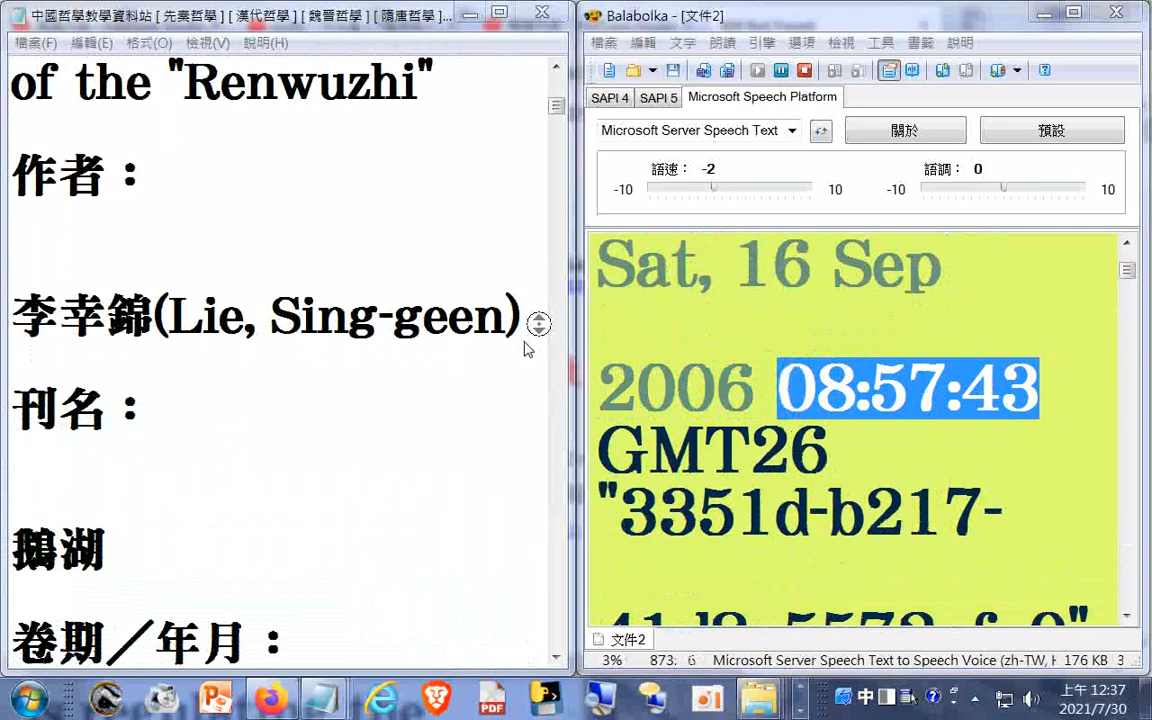 中國哲學教學資料站 [ 先秦哲學 ] [ 漢代哲學 ] [ 魏晉哲學 ] [ 隋唐哲學 ]...
檔案(F) 編輯(E) 格式(O) 檢視(V) 說明(H)
of the "Renwuzhi"
作者：
李幸錦(Lie, Sing-geen)
刊名：
鵝湖
卷期／年月：
Balabolka - [文件2]
檔案 編輯 文字 朗讀 引擎 選項 檢視 工具 書籤 說明
SAPI 4 SAPI 5 Microsoft Speech Platform
Microsoft Server Speech Text 關於 預設
語速： -2 語調： 0
-10 10 -10 10
Sat, 16 Sep
2006 08:57:43
GMT26
"3351d-b217-
文件2
3% 873: 6 Microsoft Server Speech Text to Speech Voice (zh-TW, 176 KB 3
中
上午 12:37
2021/7/30